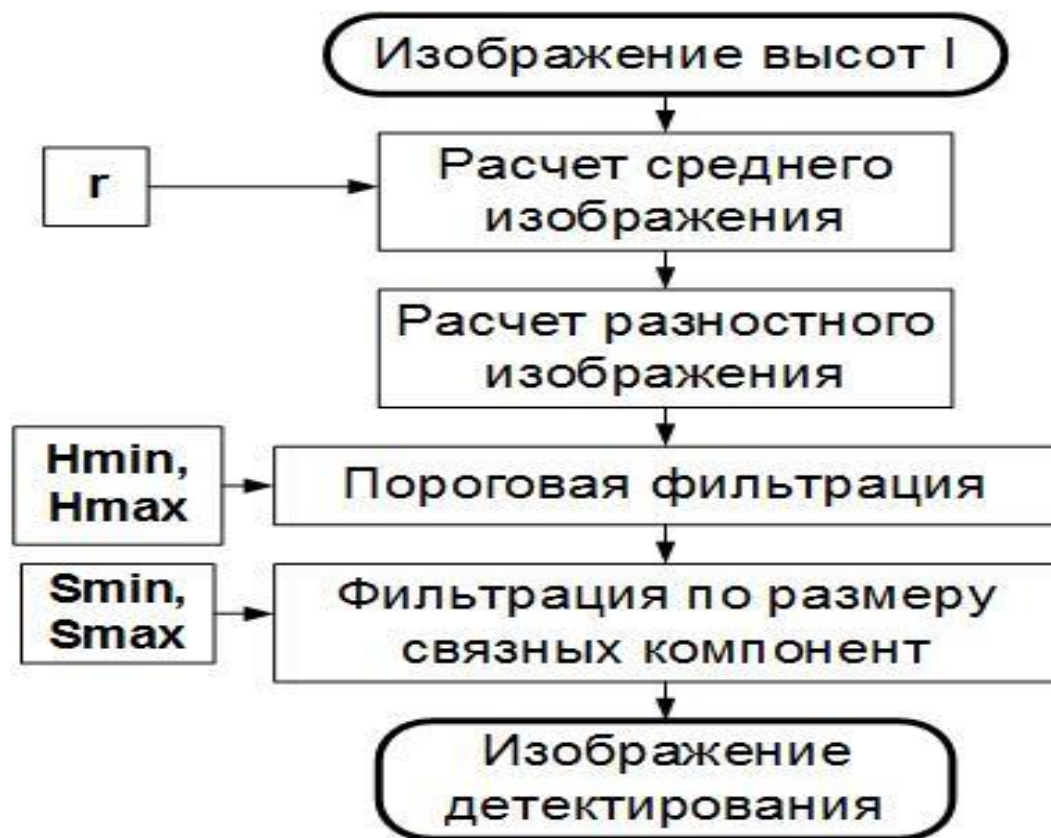 Изображение высот I
r
Расчет среднего
изображения
Расчет разностного
изображения
Hmin,
Hmax
Пороговая фильтрация
Smin,
Smax
Фильтрация по размеру
связных компонент
Изображение
детектирования